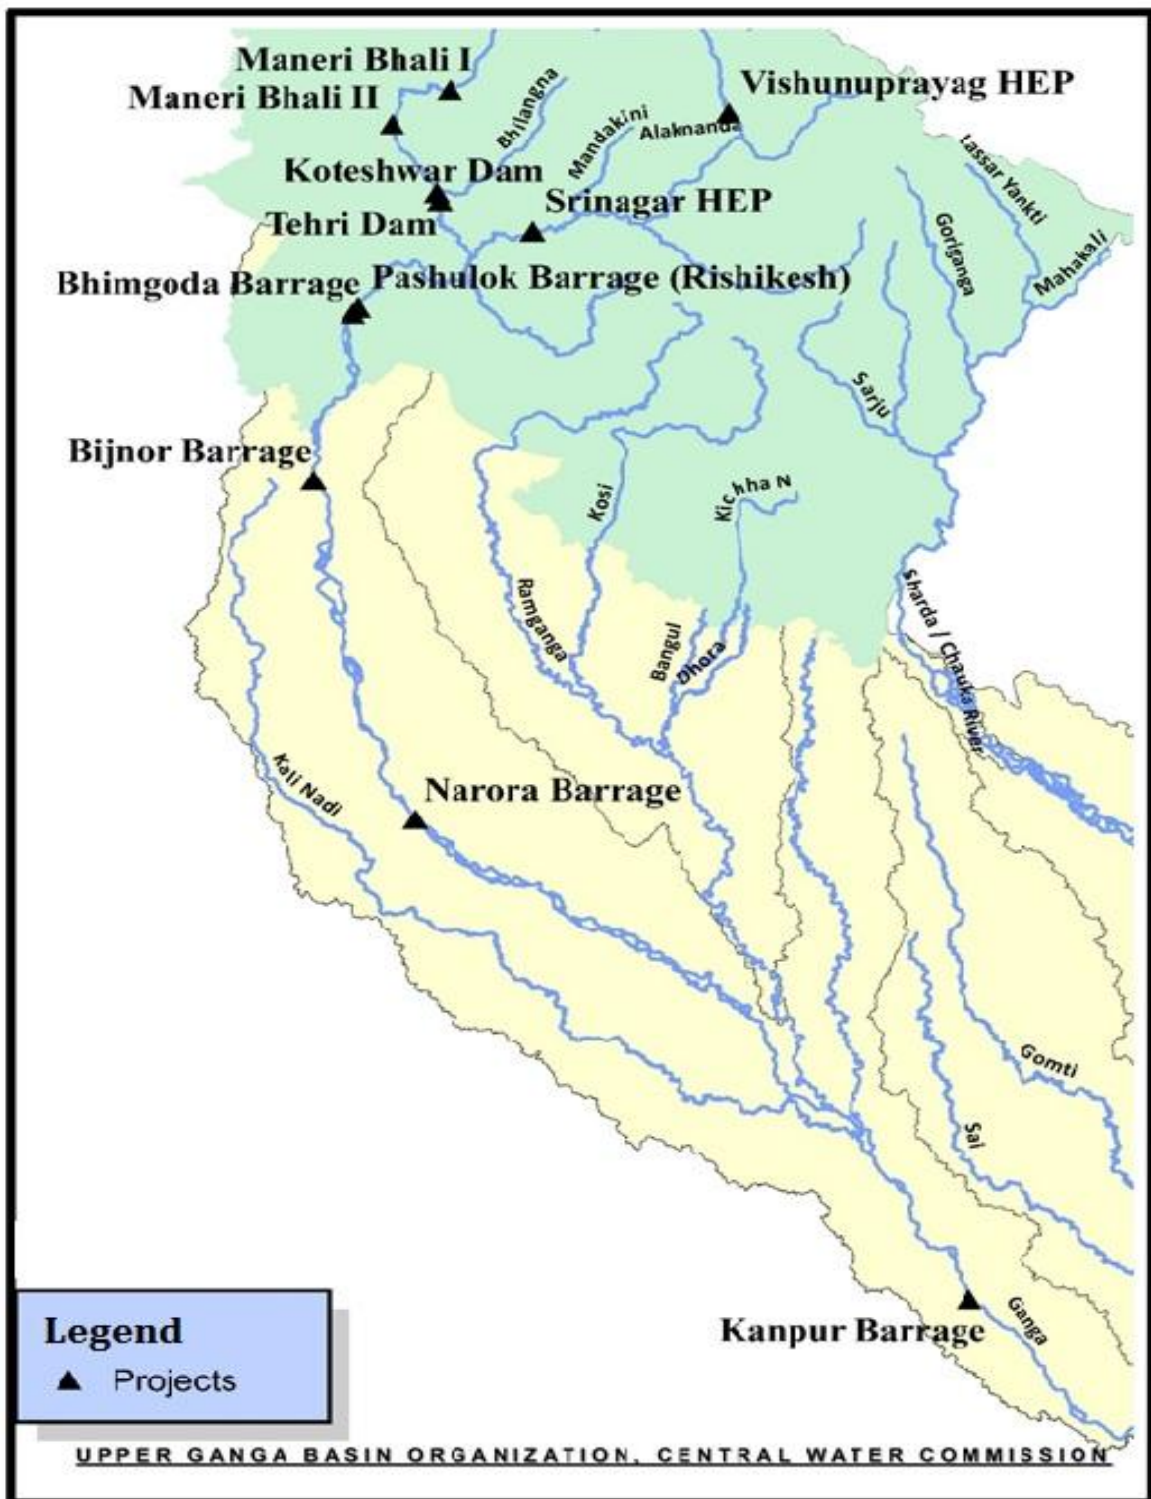 Maneri Bhali I
Vishunuprayag HEP
Maneri Bhali II
Bhilangna
Mandakini
Alaknanda
Lassar Yankti
Koteshwar Dam
Srinagar HEP
Tehri Dam
Goriganga
Mahakali
Bhimgoda Barrage
Pashulok Barrage (Rishikesh)
Sarju
Bijnor Barrage
Kosi
Kichha N
Ramganga
Bangul
Dhora
Sharda / Chauka River
Kali Nadi
Narora Barrage
Gomti
Sai
Ganga
Kanpur Barrage
Legend
Projects
UPPER GANGA BASIN ORGANIZATION, CENTRAL WATER COMMISSION